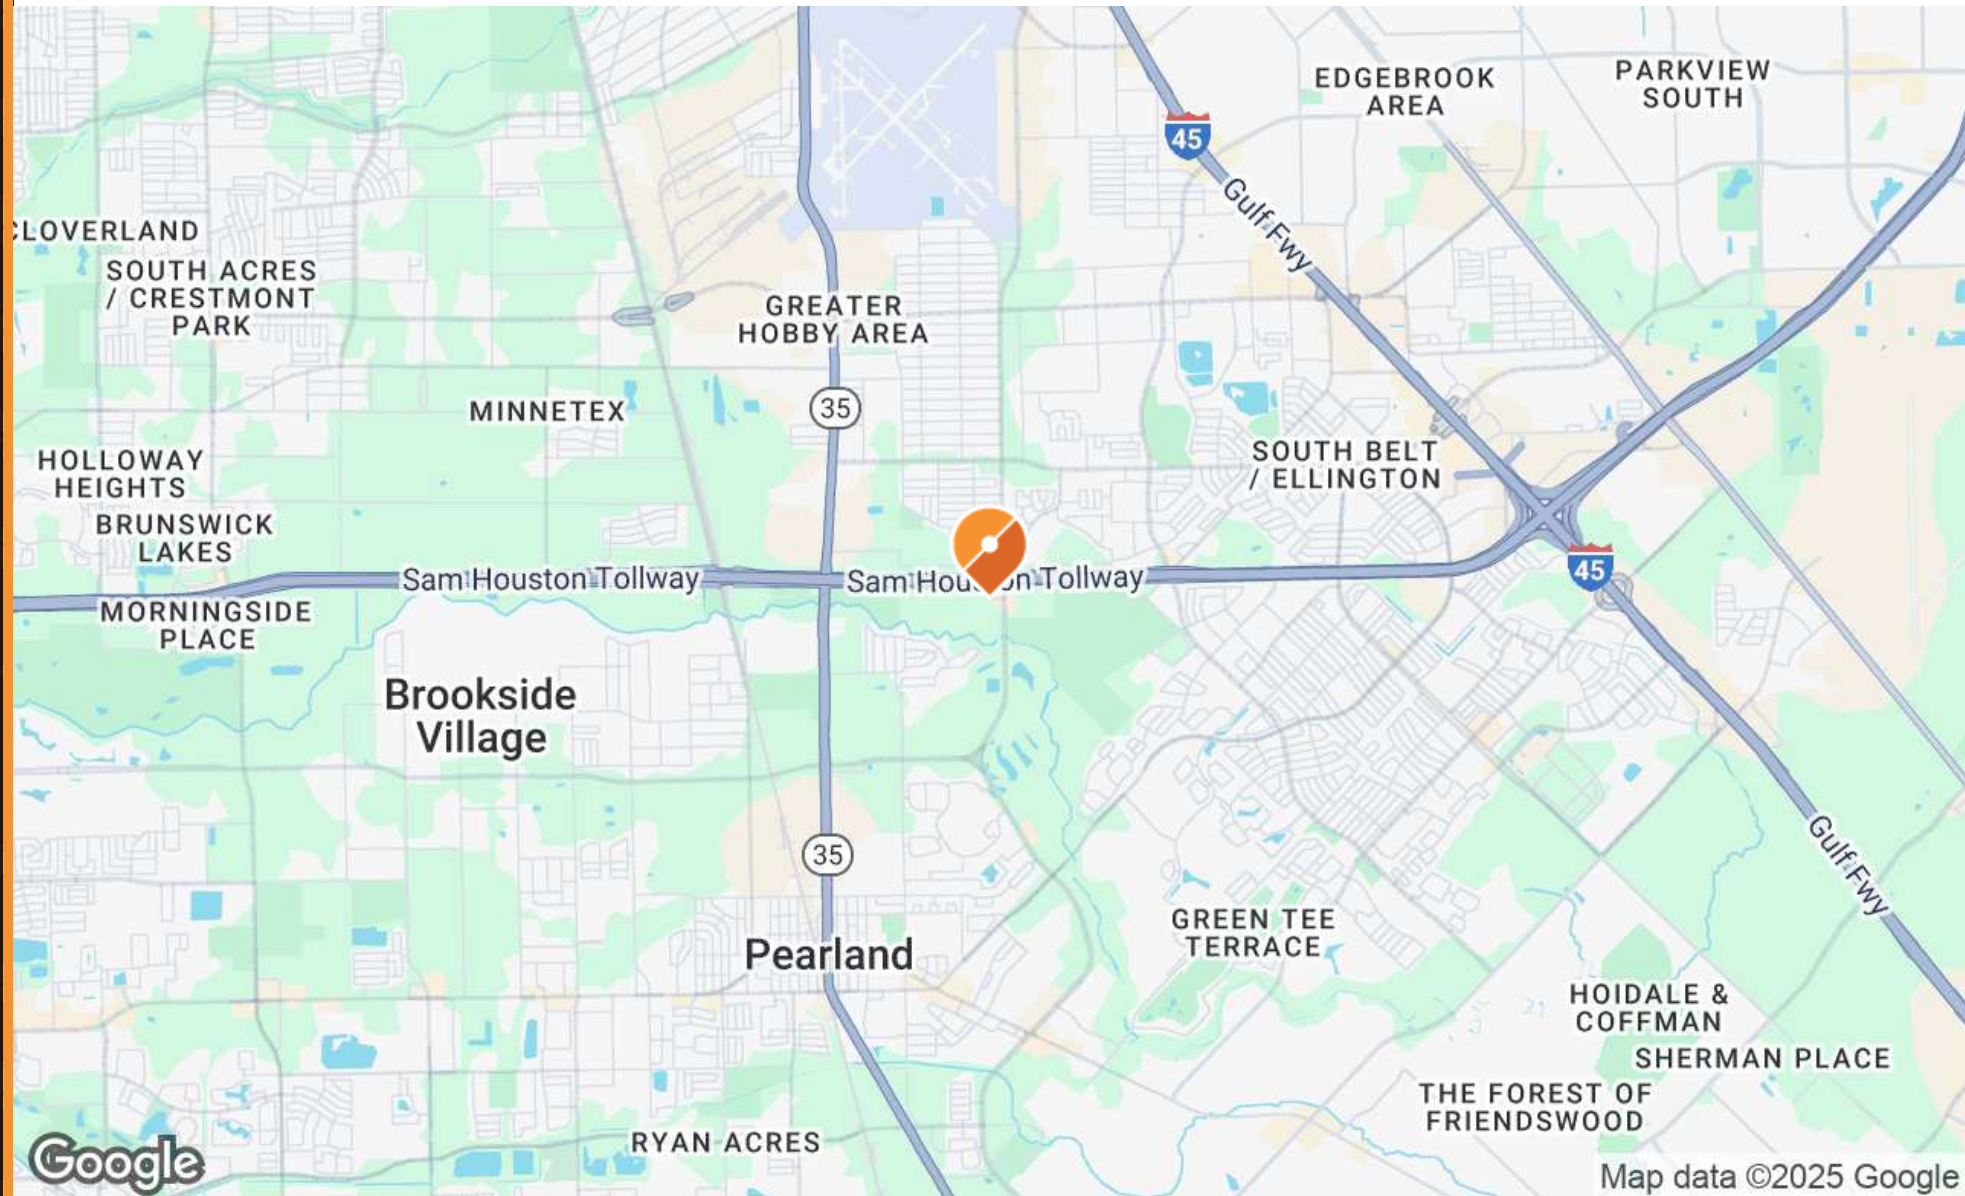 EDGEBROOK
AREA
PARKVIEW
SOUTH
45
Gulf Fwy
CLOVERLAND
SOUTH ACRES
/ CRESTMONT
PARK
GREATER
HOBBY AREA
35
MINNETEX
HOLLOWAY
HEIGHTS
SOUTH BELT
/ ELLINGTON
BRUNSWICK
LAKES
Sam Houston Tollway
Sam Houston Tollway
45
MORNINGSIDE
PLACE
Brookside
Village
35
Gulf Fwy
Pearland
GREEN TEE
TERRACE
HOIDALE &
COFFMAN
SHERMAN PLACE
THE FOREST OF
FRIENDSWOOD
RYAN ACRES
Google
Map data ©2025 Google